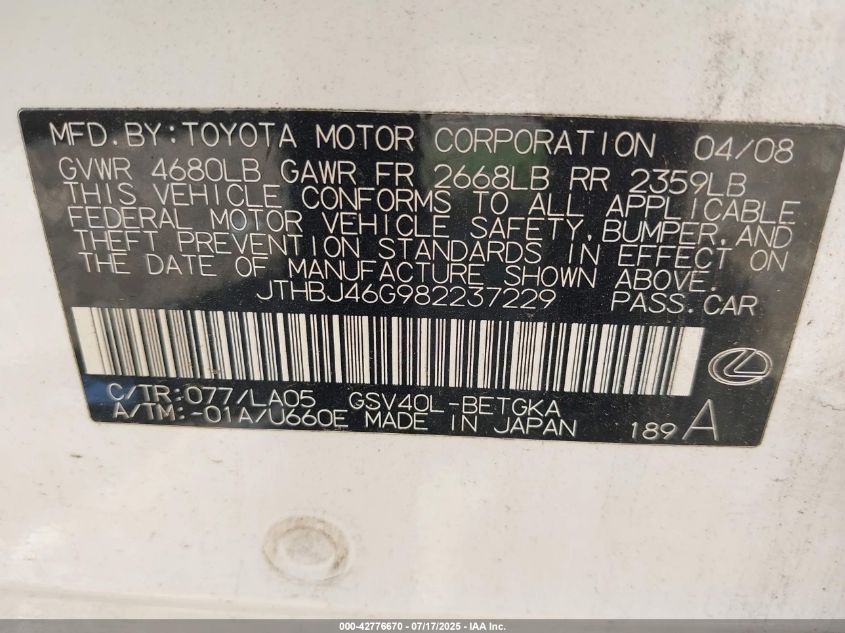 MFD.BY:TOYOTA MOTOR CORPORATION 04/08
GVWR 4680LB GAWR FR 2668LB RR 2359LB
THIS VEHICLE CONFORMS TO ALL APPLICABLE
FEDERAL MOTOR VEHICLE SAFETY,BUMPER,AND
THEFT PREVENTION STANDARDS IN EFFECT ON
THE DATE OF MANUFACTURE SHOWN ABOVE.
JTHBJ46G982237229 PASS.CAR
C/TR:077/LA05 GSV40L-BETGKA
A/TM:-01A/U660E MADE IN JAPAN 189 A
000-42776670 - 07/17/2025 - IAA Inc.